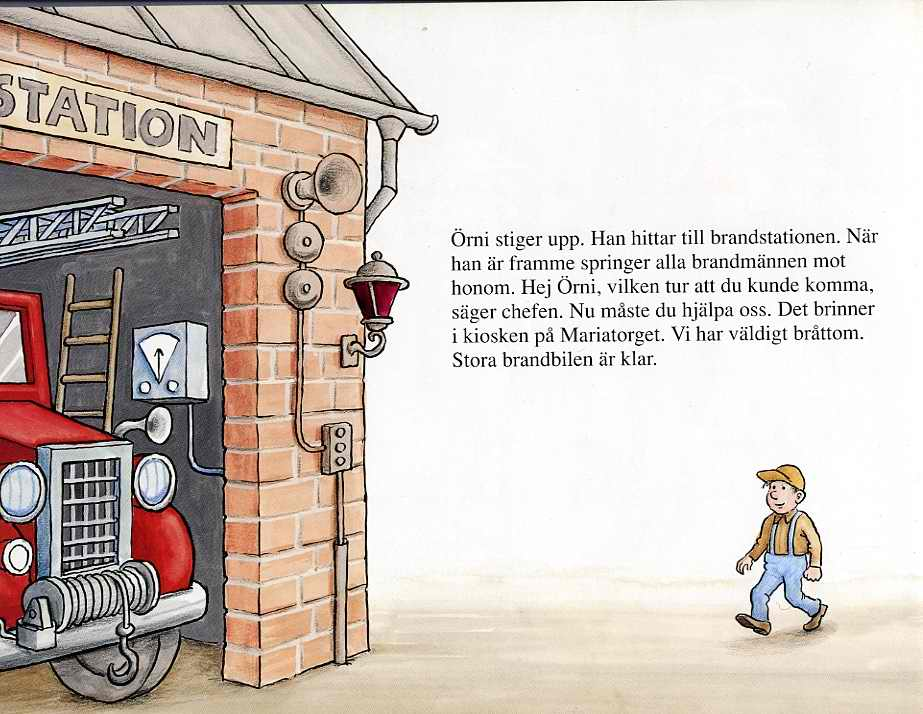 STATION
Örni stiger upp. Han hittar till brandstationen. När
han är framme springer alla brandmännen mot
honom. Hej Örni, vilken tur att du kunde komma,
säger chefen. Nu måste du hjälpa oss. Det brinner
i kiosken på Mariatorget. Vi har väldigt bråttom.
Stora brandbilen är klar.